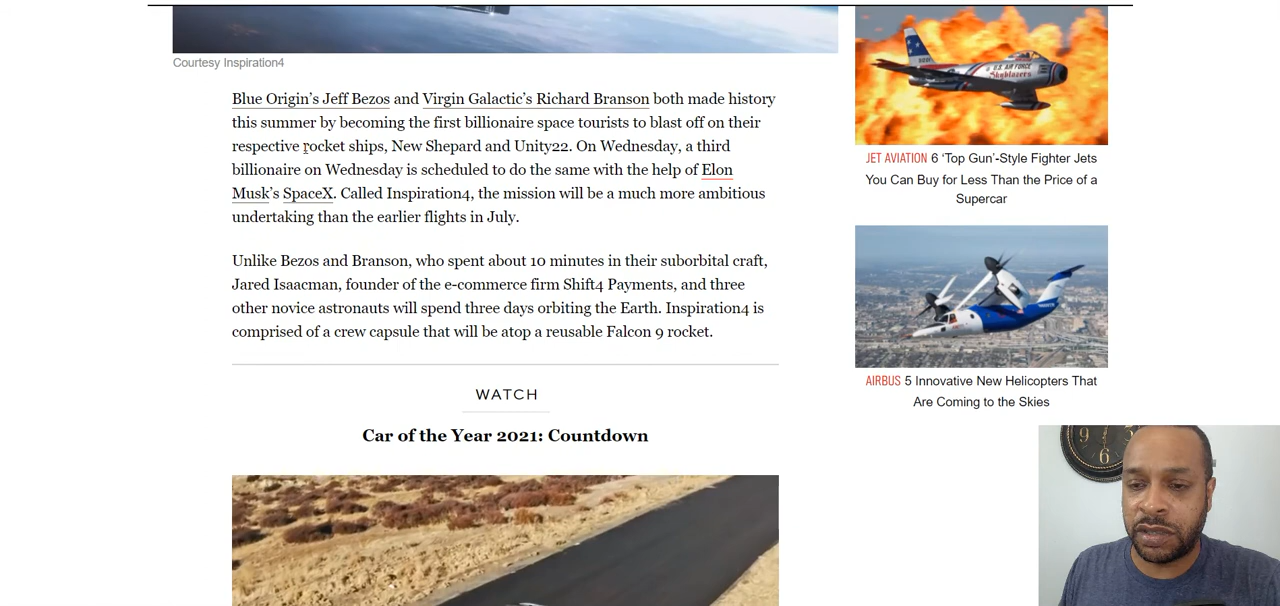 Courtesy Inspiration4
Blue Origin's Jeff Bezos and Virgin Galactic's Richard Branson both made history
this summer by becoming the first billionaire space tourists to blast off on their
respective rocket ships, New Shepard and Unity22. On Wednesday, a third
billionaire on Wednesday is scheduled to do the same with the help of Elon
Musk's SpaceX. Called Inspiration4, the mission will be a much more ambitious
undertaking than the earlier flights in July.
Unlike Bezos and Branson, who spent about 10 minutes in their suborbital craft,
Jared Isaacman, founder of the e-commerce firm Shift4 Payments, and three
other novice astronauts will spend three days orbiting the Earth. Inspiration4 is
comprised of a crew capsule that will be atop a reusable Falcon 9 rocket.
WATCH
Car of the Year 2021: Countdown
U.S. AIR FORCE
Skyblazers
JET AVIATION 6 'Top Gun'-Style Fighter Jets
You Can Buy for Less Than the Price of a
Supercar
AIRBUS 5 Innovative New Helicopters That
Are Coming to the Skies
9
6